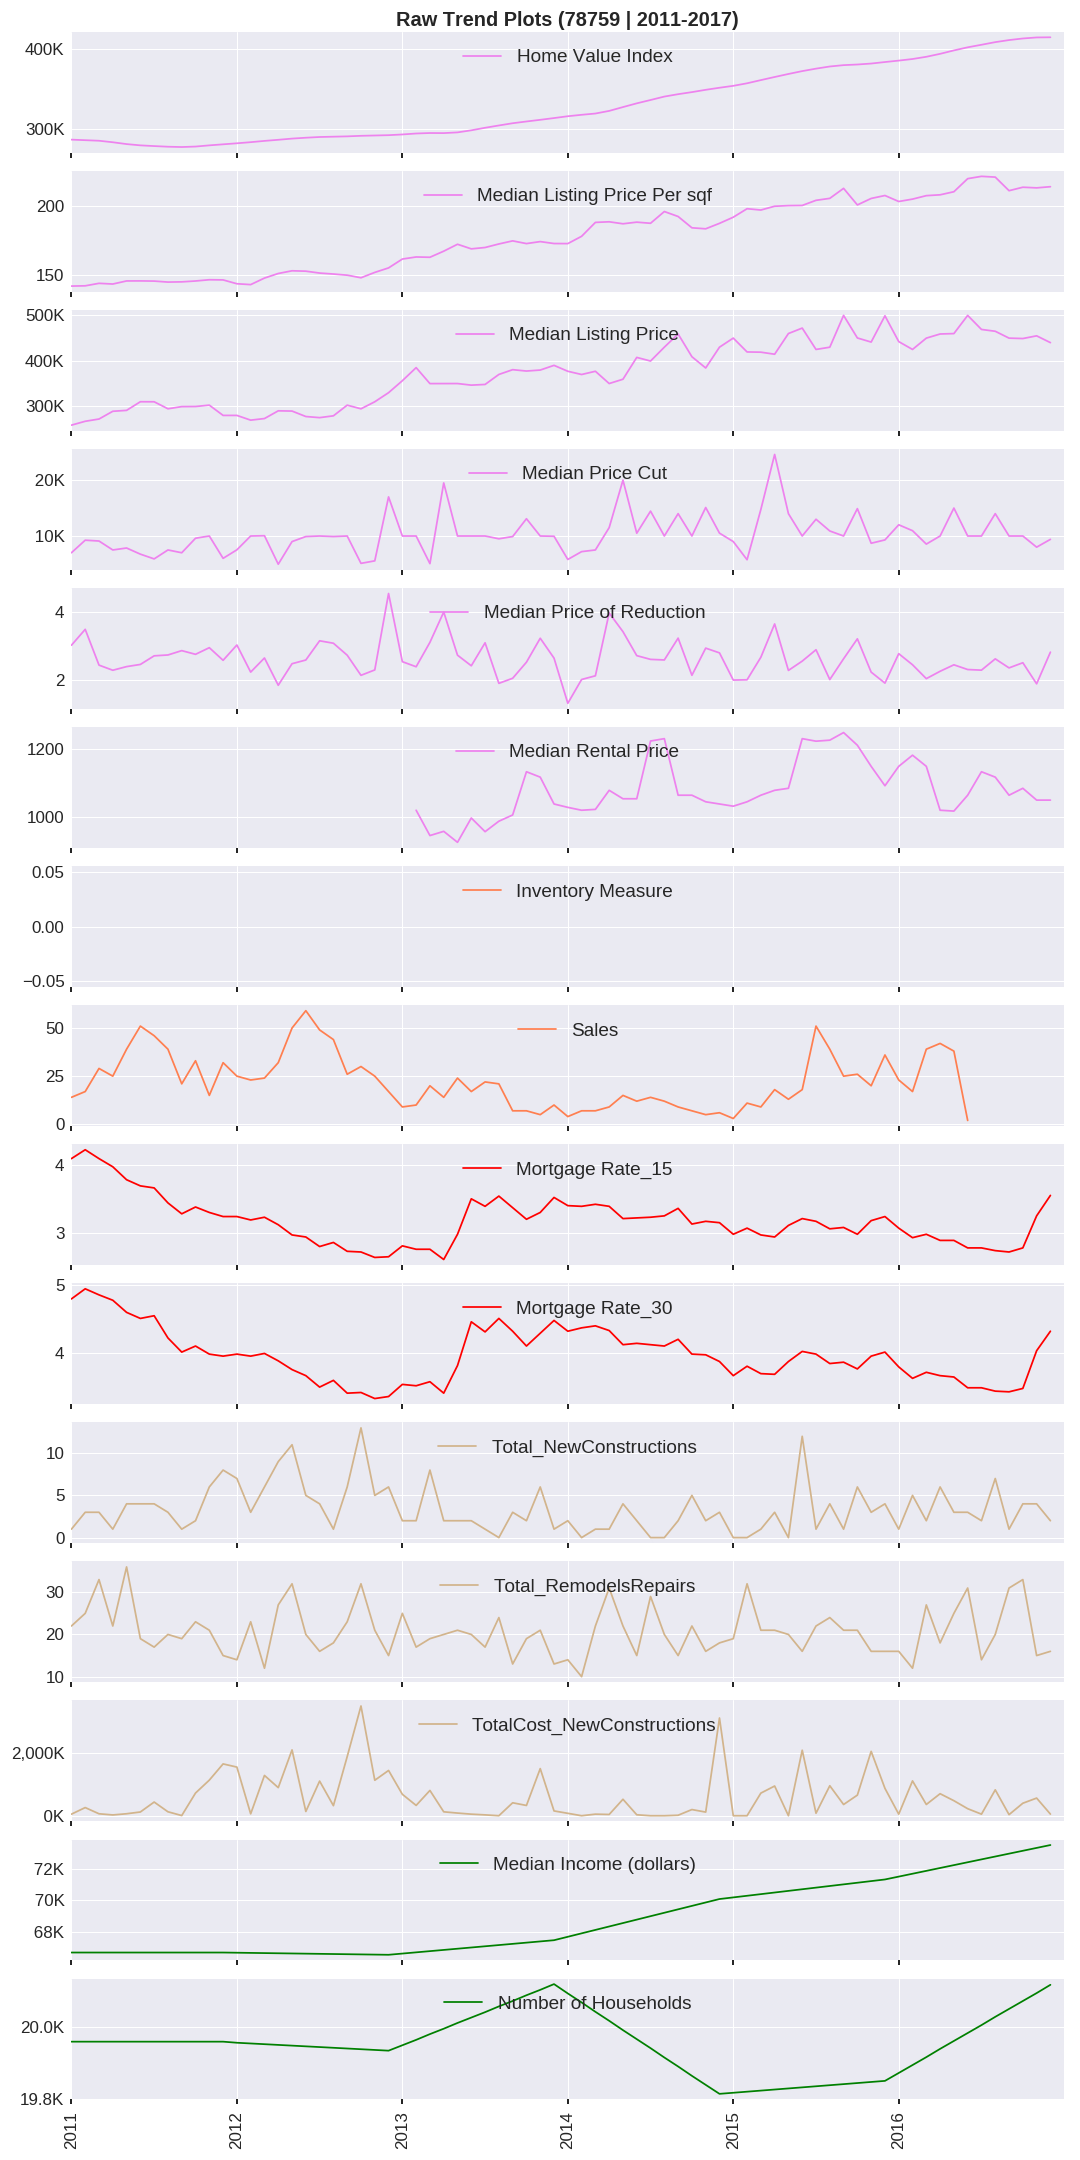 Raw Trend Plots (78759 | 2011-2017)
Home Value Index
400K
300K
Median Listing Price Per sqf
200
150
Median Listing Price
500K
400K
300K
Median Price Cut
20K
10K
Median Price of Reduction
4
2
Median Rental Price
1200
1000
Inventory Measure
0.05
0.00
−0.05
Sales
50
25
0
Mortgage Rate_15
4
3
Mortgage Rate_30
5
4
Total_NewConstructions
10
5
0
Total_RemodelsRepairs
30
20
10
TotalCost_NewConstructions
2,000K
0K
Median Income (dollars)
72K
70K
68K
Number of Households
20.0K
19.8K
2011
2012
2013
2014
2015
2016